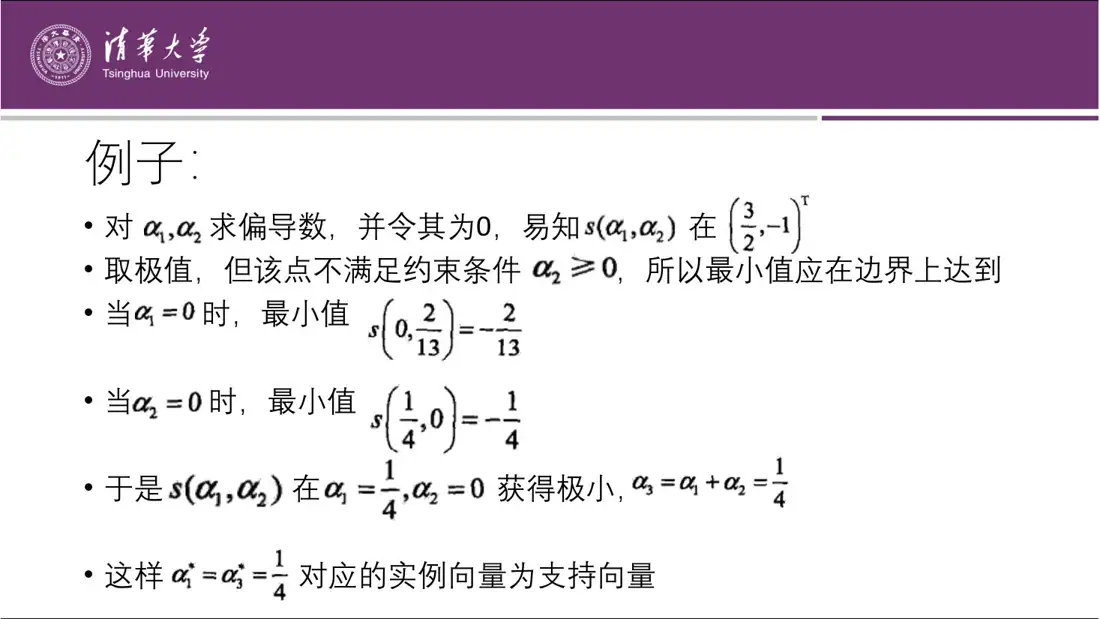 清华大学
Tsinghua University
例子:
• 对 α₁,α₂ 求偏导数，并令其为0，易知 s(α₁,α₂) 在 (3/2,-1)ᵀ
• 取极值，但该点不满足约束条件 α₂⩾0，所以最小值应在边界上达到
• 当α₁=0 时，最小值 s(0,2/13)=-2/13
• 当α₂=0 时，最小值 s(1/4,0)=-1/4
• 于是 s(α₁,α₂) 在 α₁=1/4,α₂=0 获得极小, α₃=α₁+α₂=1/4
• 这样 α₁*=α₃*=1/4 对应的实例向量为支持向量